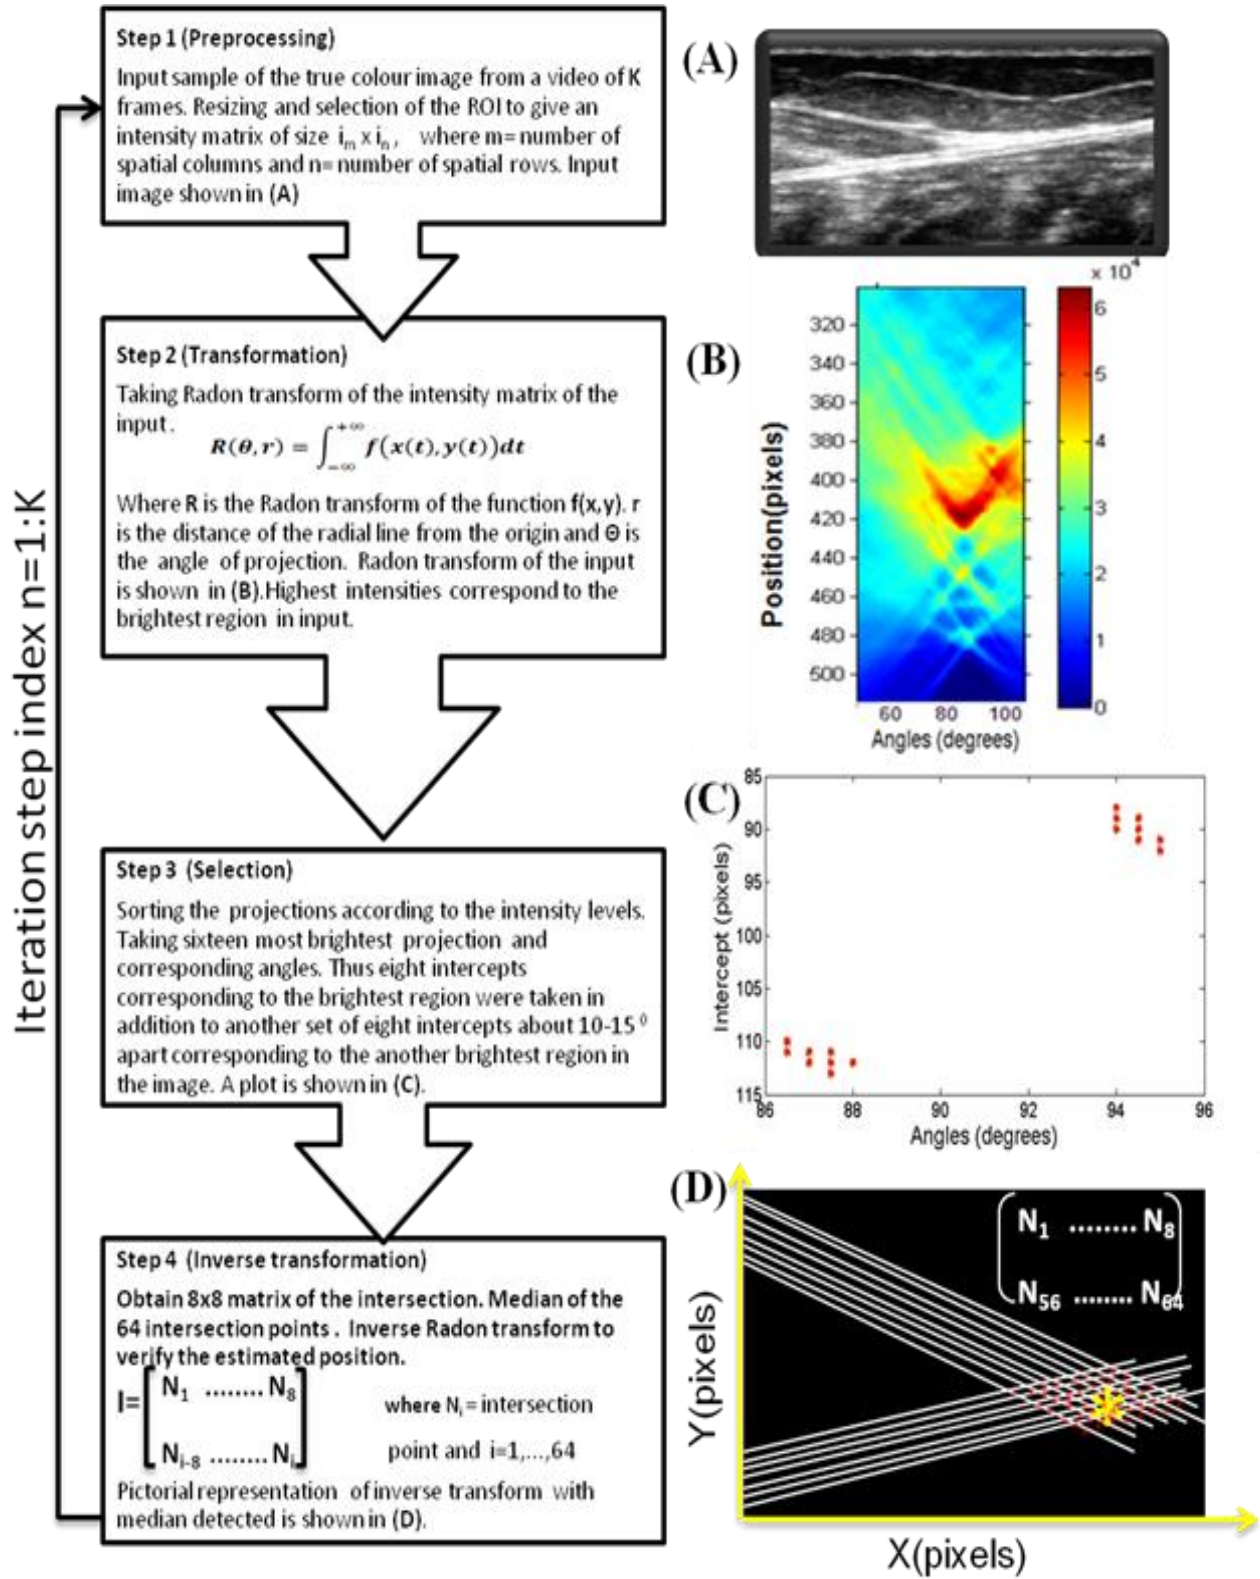 Iteration step index n=1:K
Step 1 (Preprocessing)
Input sample of the true colour image from a video of K
frames. Resizing and selection of the ROI to give an
intensity matrix of size iₘ x iₙ, where m= number of
spatial columns and n= number of spatial rows. Input
image shown in (A)
Step 2 (Transformation)
Taking Radon transform of the intensity matrix of the
input.
R(θ,r) = ∫₋∞⁺∞ f(x(t),y(t))dt
Where R is the Radon transform of the function f(x,y). r
is the distance of the radial line from the origin and Θ is
the angle of projection. Radon transform of the input
is shown in (B).Highest intensities correspond to the
brightest region in input.
Step 3 (Selection)
Sorting the projections according to the intensity levels.
Taking sixteen most brightest projection and
corresponding angles. Thus eight intercepts
corresponding to the brightest region were taken in
addition to another set of eight intercepts about 10-15⁰
apart corresponding to the another brightest region in
the image. A plot is shown in (C).
Step 4 (Inverse transformation)
Obtain 8x8 matrix of the intersection. Median of the
64 intersection points . Inverse Radon transform to
verify the estimated position.
I= N₁ ........ N₈
where Nᵢ = intersection
Nᵢ₋₈ ........ Nᵢ
point and i=1,...,64
Pictorial representation of inverse transform with
median detected is shown in (D).
(A)
(B)
x 10⁴
320
340
360
380
400
420
440
460
480
500
Position(pixels)
60 80 100
Angles (degrees)
6
5
4
3
2
1
0
(C)
85
90
95
100
105
110
115
Intercept (pixels)
86 88 90 92 94 96
Angles (degrees)
(D)
N₁ ........ N₈
N₅₆ ........ N₆₄
Y(pixels)
X(pixels)